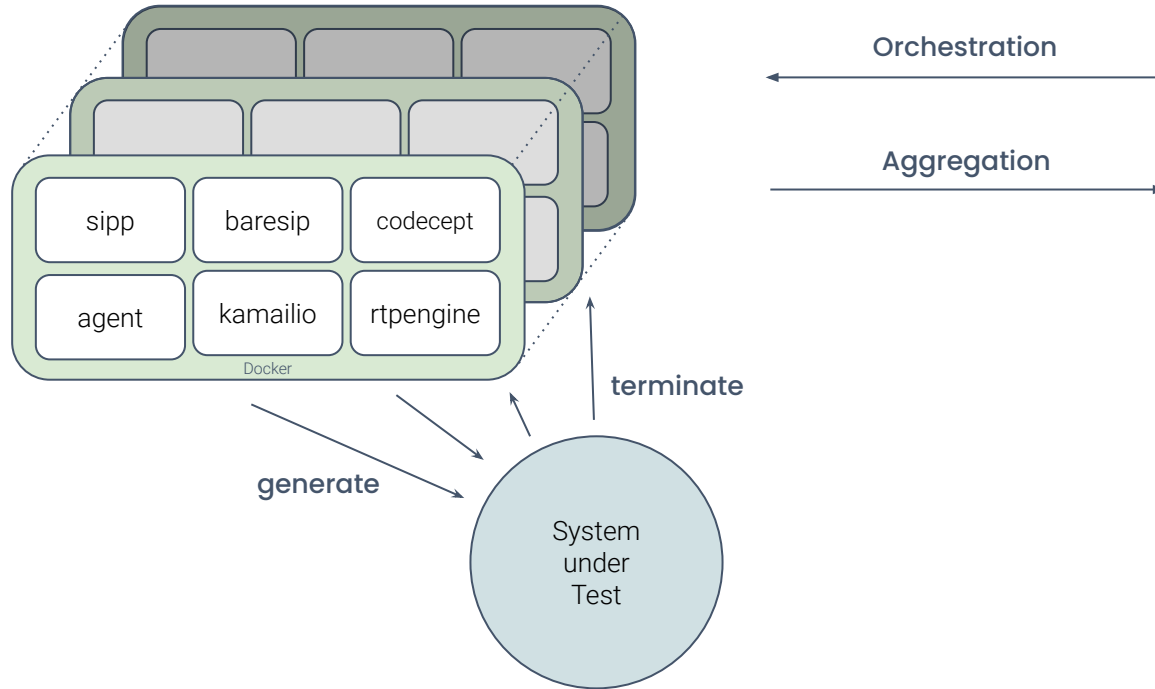 Orchestration
Aggregation
sipp
baresip
codecept
agent
kamailio
rtpengine
Docker
terminate
generate
System
under
Test